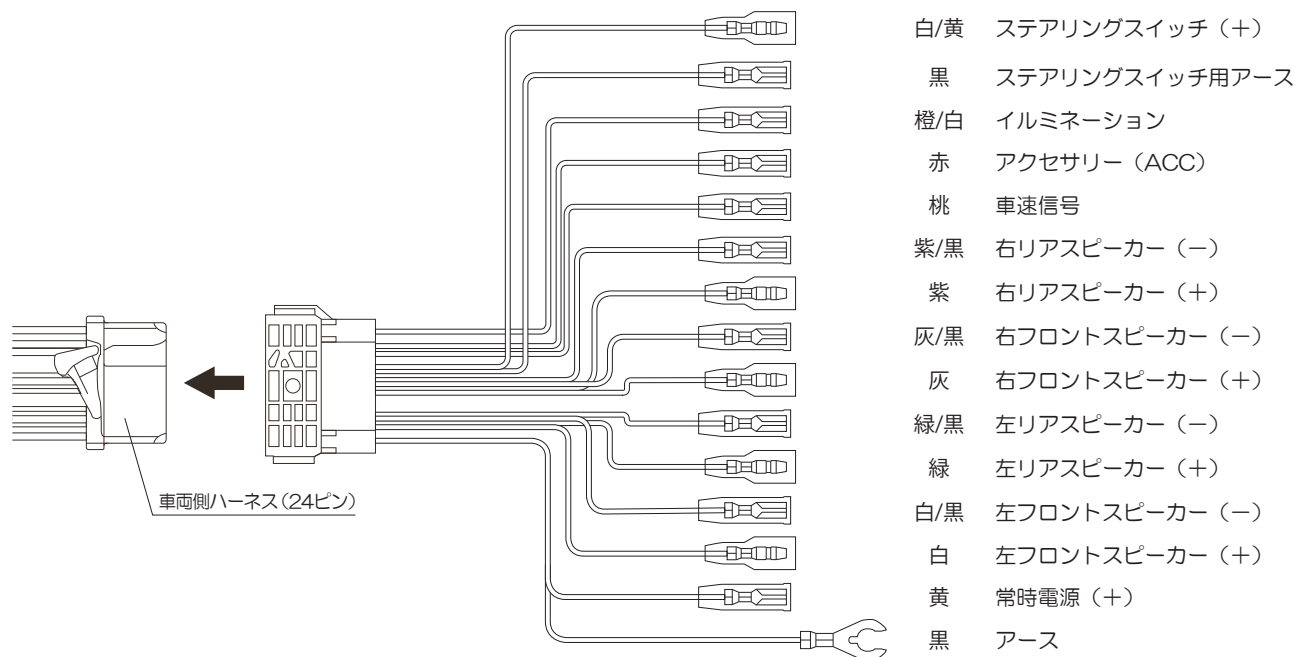 白/黄 ステアリングスイッチ（＋）
黒 ステアリングスイッチ用アース
橙/白 イルミネーション
赤 アクセサリー（ACC）
桃 車速信号
紫/黒 右リアスピーカー（－）
紫 右リアスピーカー（＋）
灰/黒 右フロントスピーカー（－）
灰 右フロントスピーカー（＋）
緑/黒 左リアスピーカー（－）
緑 左リアスピーカー（＋）
車両側ハーネス（24ピン）
白/黒 左フロントスピーカー（－）
白 左フロントスピーカー（＋）
黄 常時電源（＋）
黒 アース